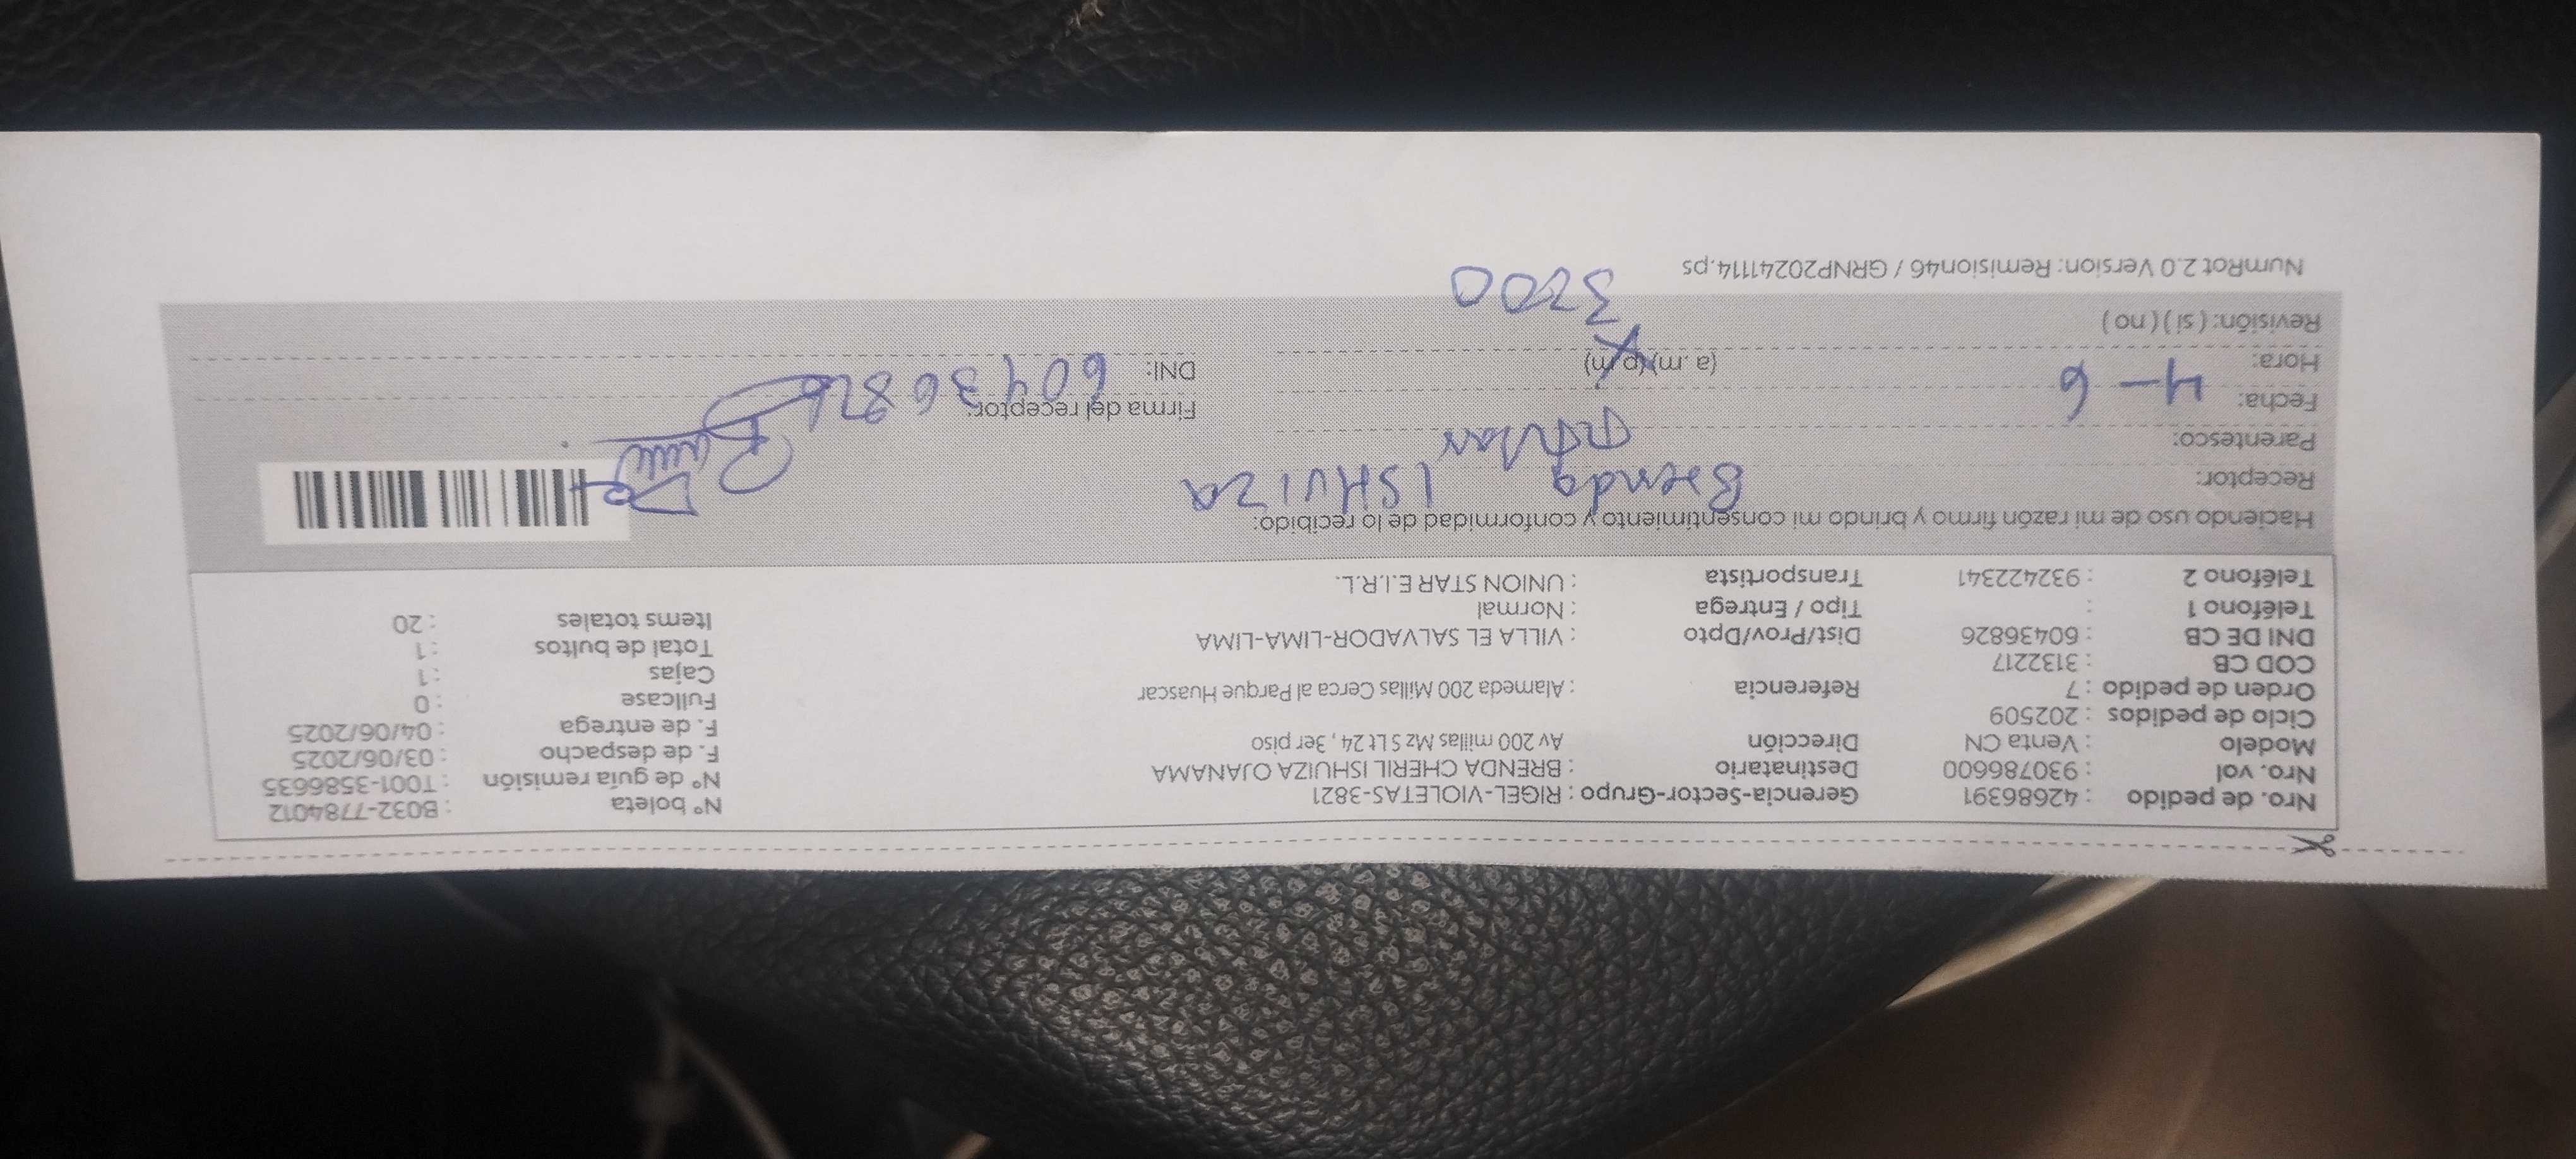 Nro. de pedido : 42686391 Gerencia-Sector-Grupo : RIGEL-VIOLETAS-3821 Nº boleta : B032-7784012
Nro. vol : 930786600 Destinatario : BRENDA CHERIL ISHUIZA OJANAMA Nº de guía remisión : T001-3586635
Modelo : Venta CN Dirección Av 200 millas Mz S Lt 24 , 3er piso F. de despacho : 03/06/2025
Ciclo de pedidos : 202509 F. de entrega : 04/06/2025
Orden de pedido : 7 Referencia : Alameda 200 Millas Cerca al Parque Huascar Fullcase : 0
COD CB : 3132217 Cajas : 1
DNI DE CB : 60436826 Dist/Prov/Dpto : VILLA EL SALVADOR-LIMA-LIMA Total de bultos : 1
Teléfono 1 : Tipo / Entrega : Normal Items totales : 20
Teléfono 2 : 932422341 Transportista : UNION STAR E.I.R.L.
Haciendo uso de mi razón firmo y brindo mi consentimiento y conformidad de lo recibido:
Receptor: Brenda ISHUIZA
Parentesco: titular
Fecha: 4-6 Firma del receptor:
Hora: (a. m) (p. m) DNI: 60436826
Revisión: ( sí ) ( no ) 3200
NumRot 2.0 Version: Remision46 / GRNP20241114.ps